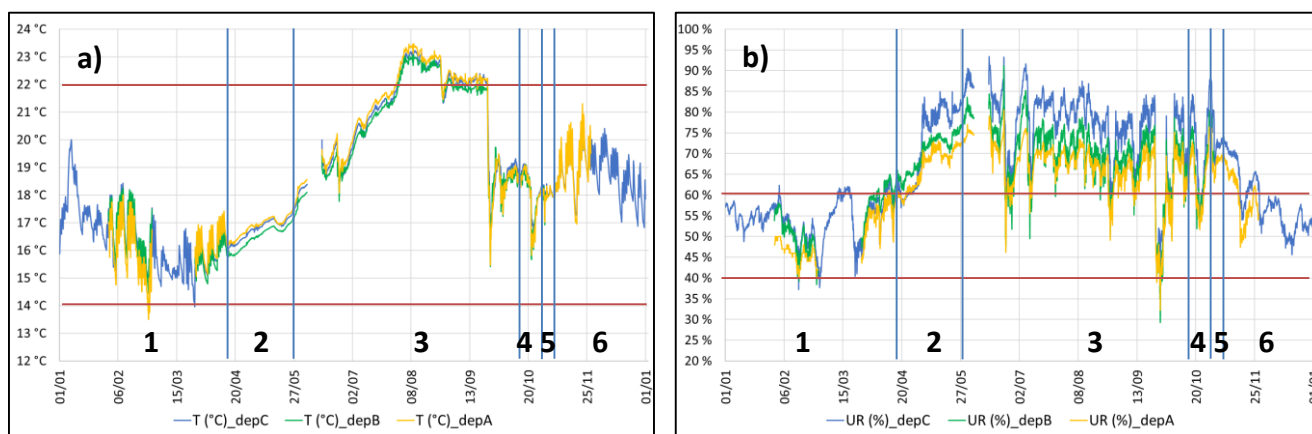 a)
24 °C
23 °C
22 °C
21 °C
20 °C
19 °C
18 °C
17 °C
16 °C
15 °C
14 °C
13 °C
12 °C
1 2 3 4 5 6
01/01 06/02 15/03 20/04 27/05 02/07 08/08 13/09 20/10 25/11 01/01
T (°C)_depC T (°C)_depB T (°C)_depA
b)
100 %
95 %
90 %
85 %
80 %
75 %
70 %
65 %
60 %
55 %
50 %
45 %
40 %
35 %
30 %
25 %
20 %
1 2 3 4 5 6
01/01 06/02 15/03 20/04 27/05 02/07 08/08 13/09 20/10 25/11 01/01
UR (%)_depC UR (%)_depB UR (%)_depA